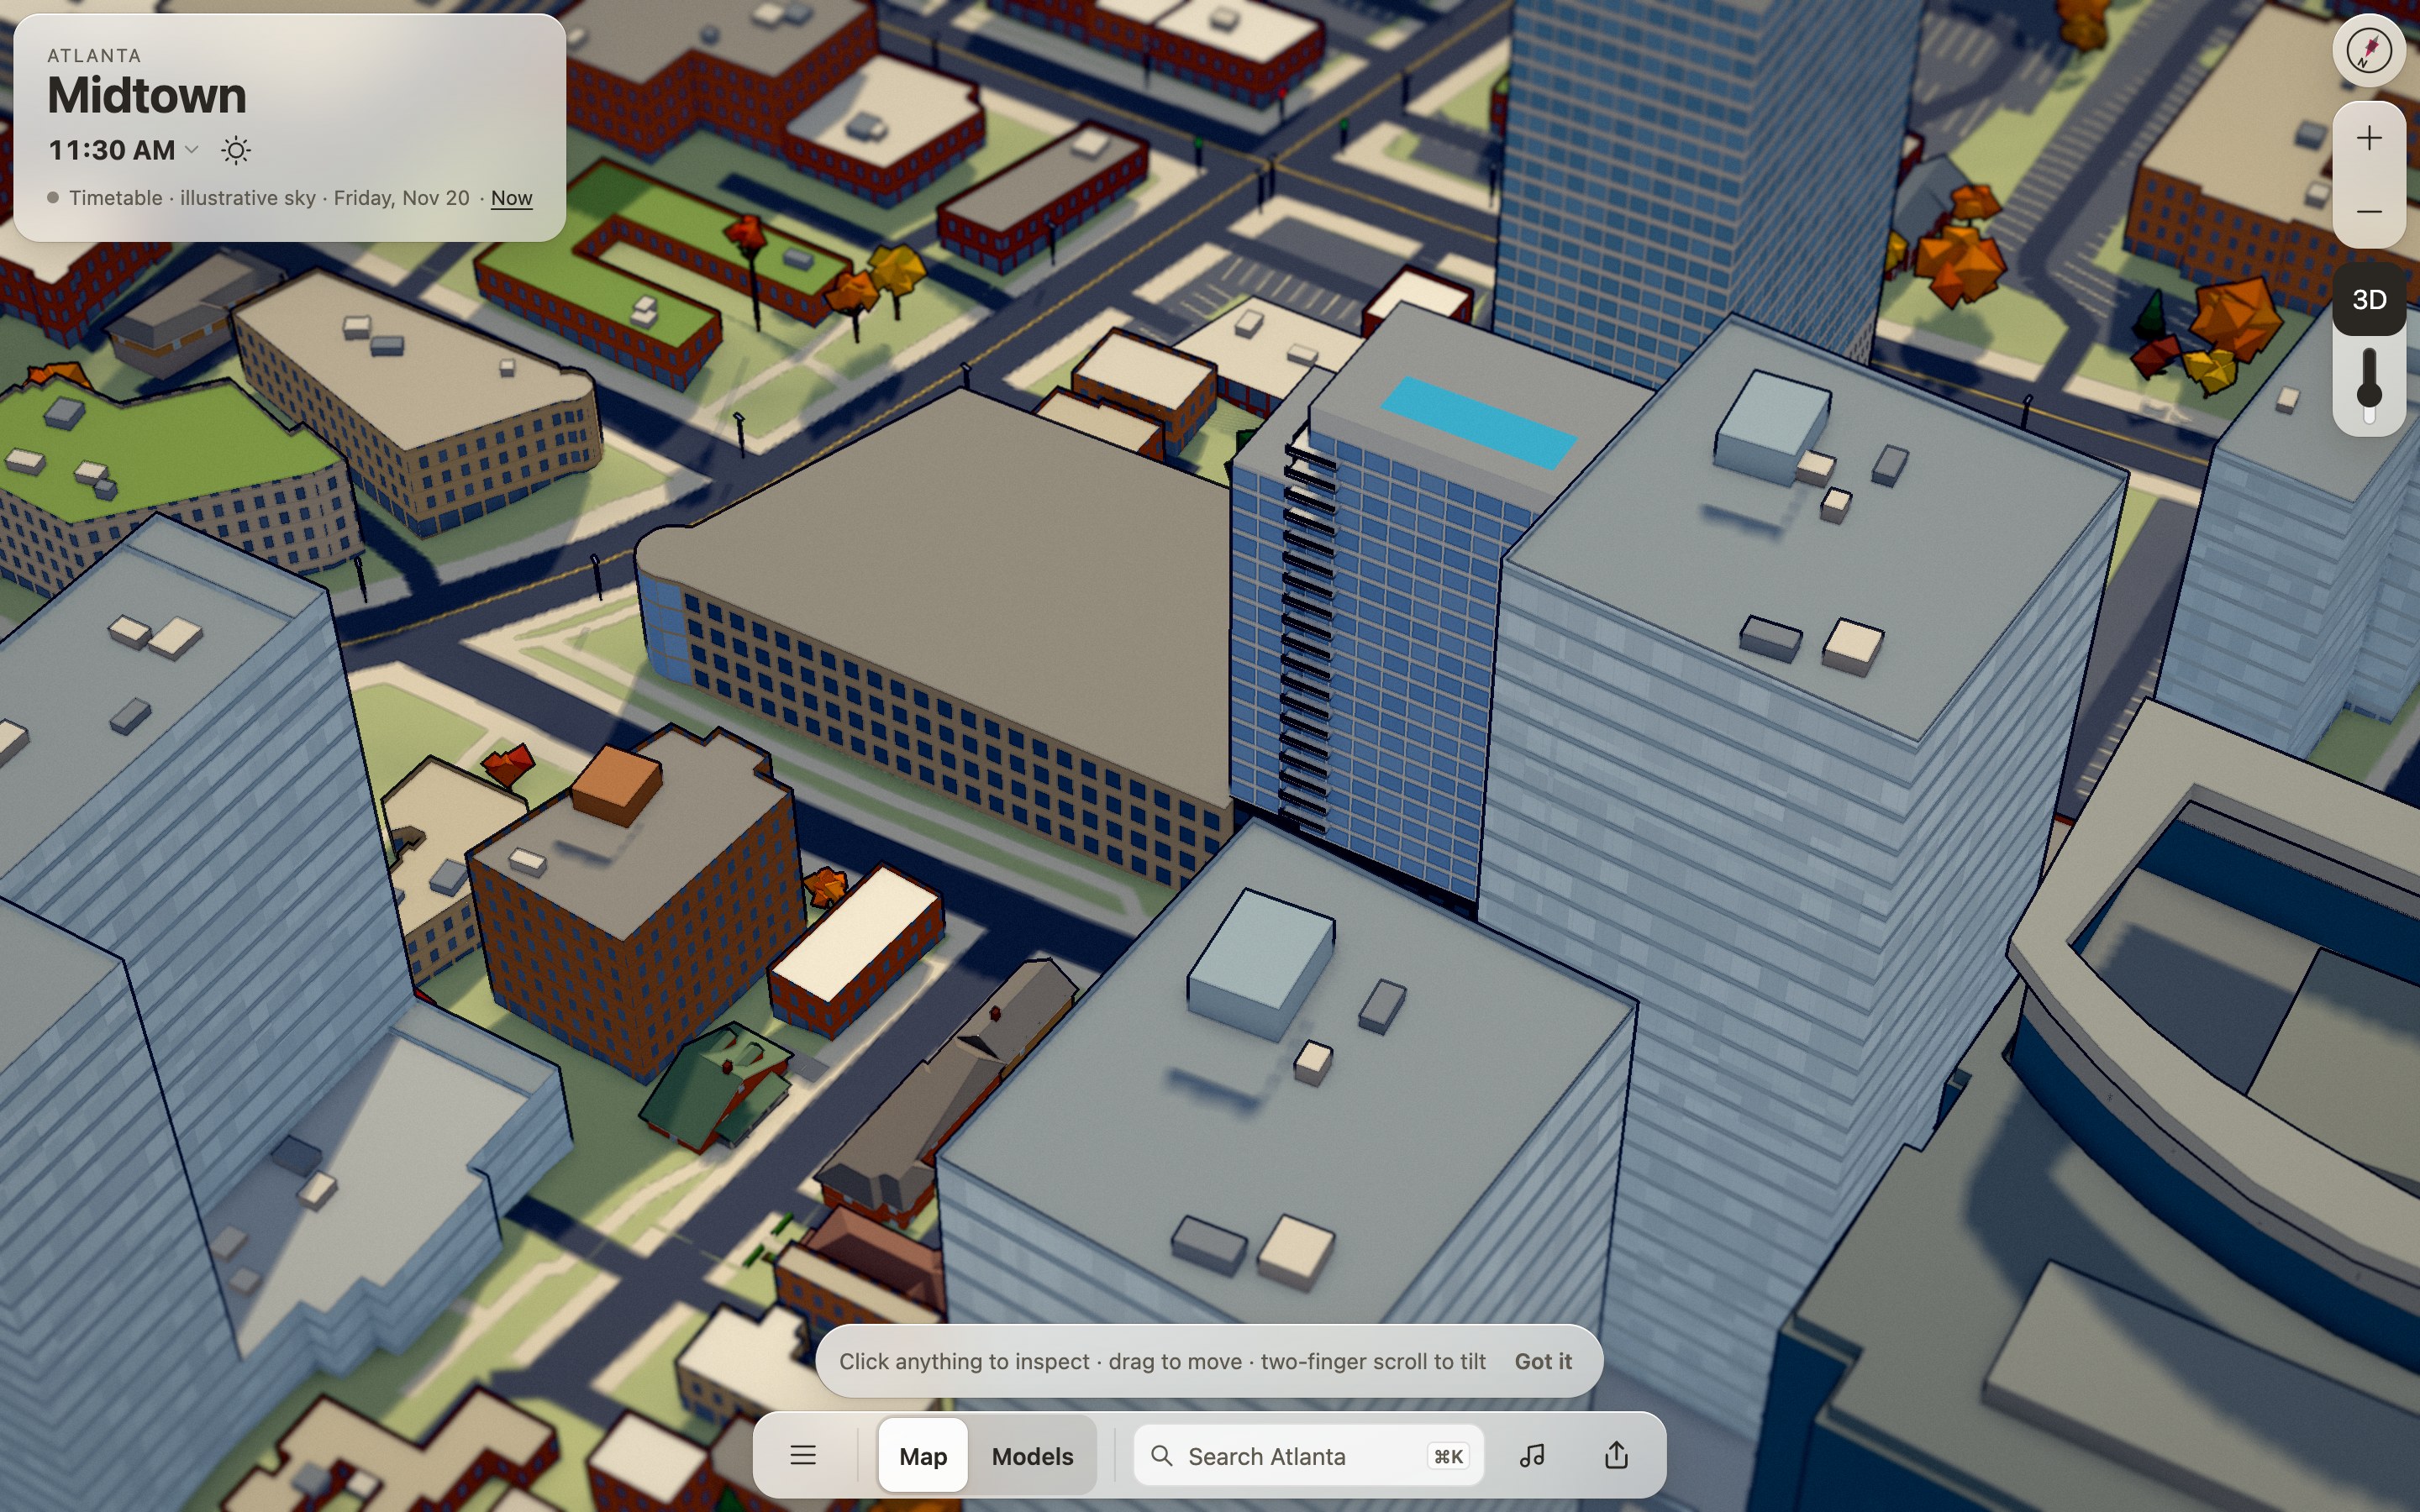 ATLANTA
Midtown
11:30 AM
Timetable · illustrative sky · Friday, Nov 20 · Now
N
3D
Click anything to inspect · drag to move · two-finger scroll to tilt Got it
Map Models Search Atlanta ⌘K